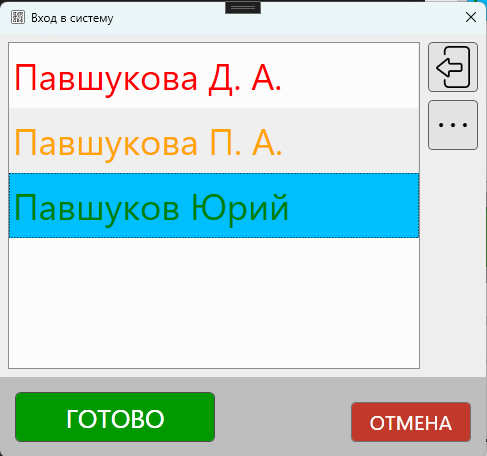 Вход в систему
Павшукова Д. А.
Павшукова П. А.
Павшуков Юрий
ГОТОВО
ОТМЕНА